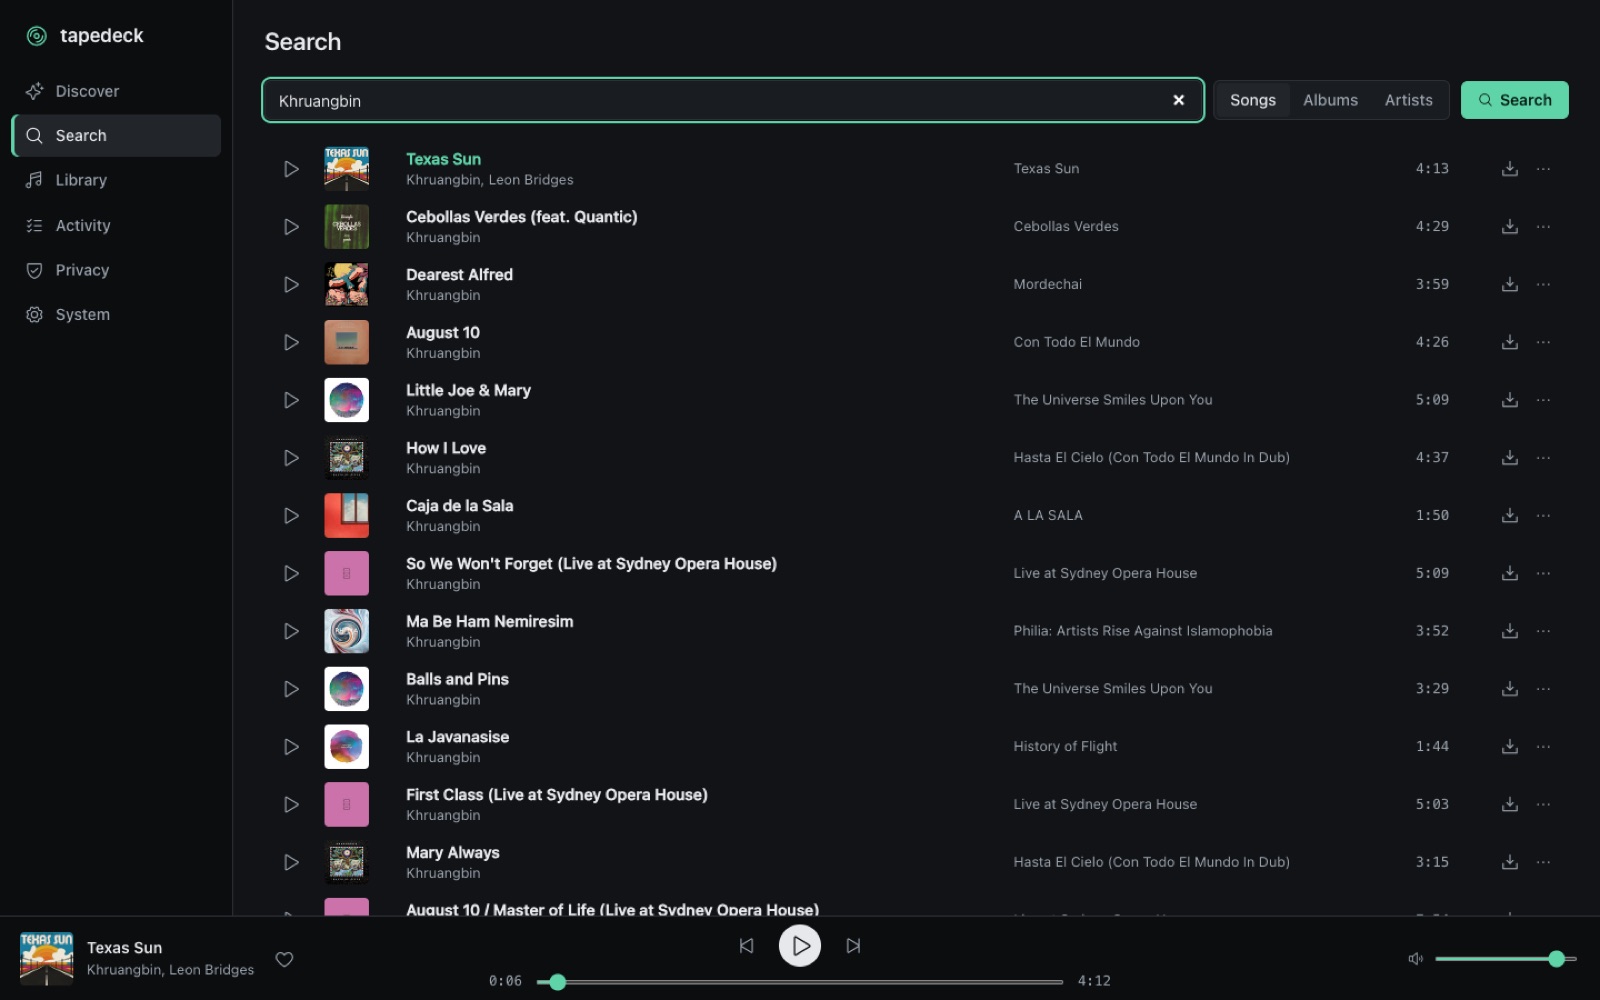 tapedeck
Discover
Search
Library
Activity
Privacy
System
Search
Khruangbin
Songs
Albums
Artists
Search
TEXAS SUN
Texas Sun
Khruangbin, Leon Bridges
Texas Sun
4:13
CEBOLLAS VERDES
Cebollas Verdes (feat. Quantic)
Khruangbin
Cebollas Verdes
4:29
Dearest Alfred
Khruangbin
Mordechai
3:59
August 10
Khruangbin
Con Todo El Mundo
4:26
Little Joe & Mary
Khruangbin
The Universe Smiles Upon You
5:09
How I Love
Khruangbin
Hasta El Cielo (Con Todo El Mundo In Dub)
4:37
Caja de la Sala
Khruangbin
A LA SALA
1:50
So We Won't Forget (Live at Sydney Opera House)
Khruangbin
Live at Sydney Opera House
5:09
Ma Be Ham Nemiresim
Khruangbin
Philia: Artists Rise Against Islamophobia
3:52
Balls and Pins
Khruangbin
The Universe Smiles Upon You
3:29
La Javanasise
Khruangbin
History of Flight
1:44
First Class (Live at Sydney Opera House)
Khruangbin
Live at Sydney Opera House
5:03
Mary Always
Khruangbin
Hasta El Cielo (Con Todo El Mundo In Dub)
3:15
August 10 / Master of Life (Live at Sydney Opera House)
TEXAS SUN
Texas Sun
Khruangbin, Leon Bridges
0:06
4:12